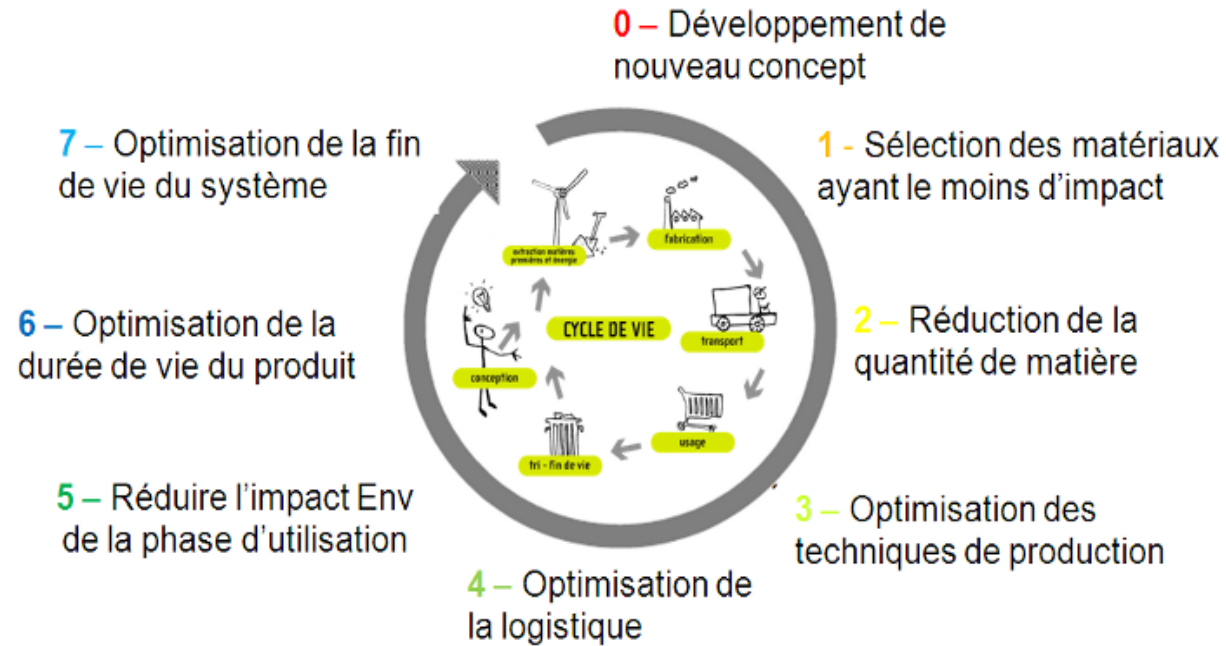 0 – Développement de
nouveau concept
1 - Sélection des matériaux
ayant le moins d’impact
2 – Réduction de la
quantité de matière
3 – Optimisation des
techniques de production
4 – Optimisation de
la logistique
5 – Réduire l’impact Env
de la phase d’utilisation
6 – Optimisation de la
durée de vie du produit
7 – Optimisation de la fin
de vie du système
CYCLE DE VIE
extraction matières
premières et énergie
fabrication
transport
usage
tri - fin de vie
conception